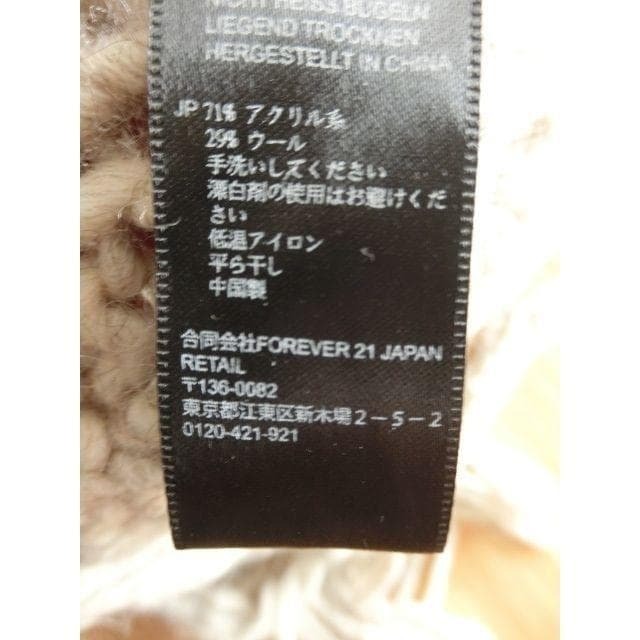 NICHT HEISS BÜGELN
LIEGEND TROCKNEN
HERGESTELLT IN CHINA
JP 71% アクリル系
29% ウール
手洗いしてください
漂白剤の使用はお避けくだ
さい
低温アイロン
平ら干し
中国製
合同会社FOREVER 21 JAPAN
RETAIL
〒136-0082
東京都江東区新木場2-5-2
0120-421-921